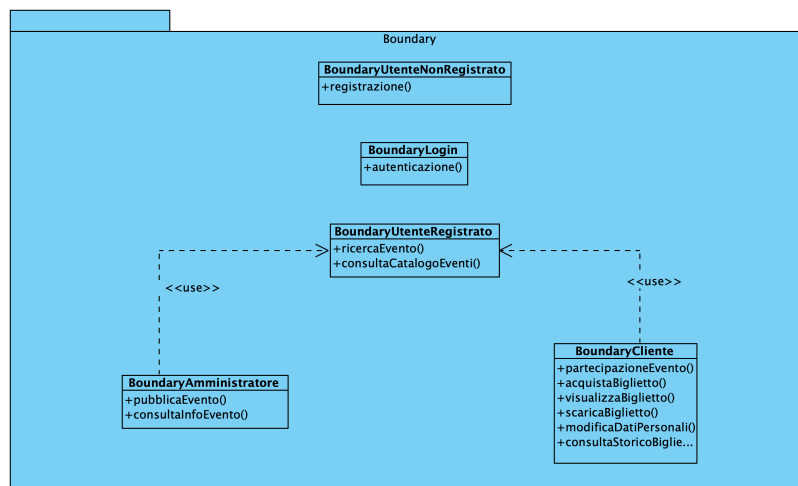 Boundary
BoundaryUtenteNonRegistrato
+registrazione()
BoundaryLogin
+autenticazione()
BoundaryUtenteRegistrato
+ricercaEvento()
+consultaCatalogoEventi()
<<use>>
<<use>>
BoundaryAmministratore
+pubblicaEvento()
+consultaInfoEvento()
BoundaryCliente
+partecipazioneEvento()
+acquistaBiglietto()
+visualizzaBiglietto()
+scaricaBiglietto()
+modificaDatiPersonali()
+consultaStoricoBiglie...